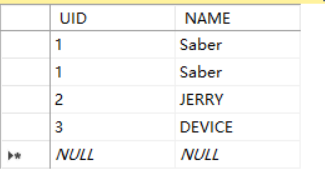 UID NAME
1 Saber
1 Saber
2 JERRY
3 DEVICE
NULL NULL